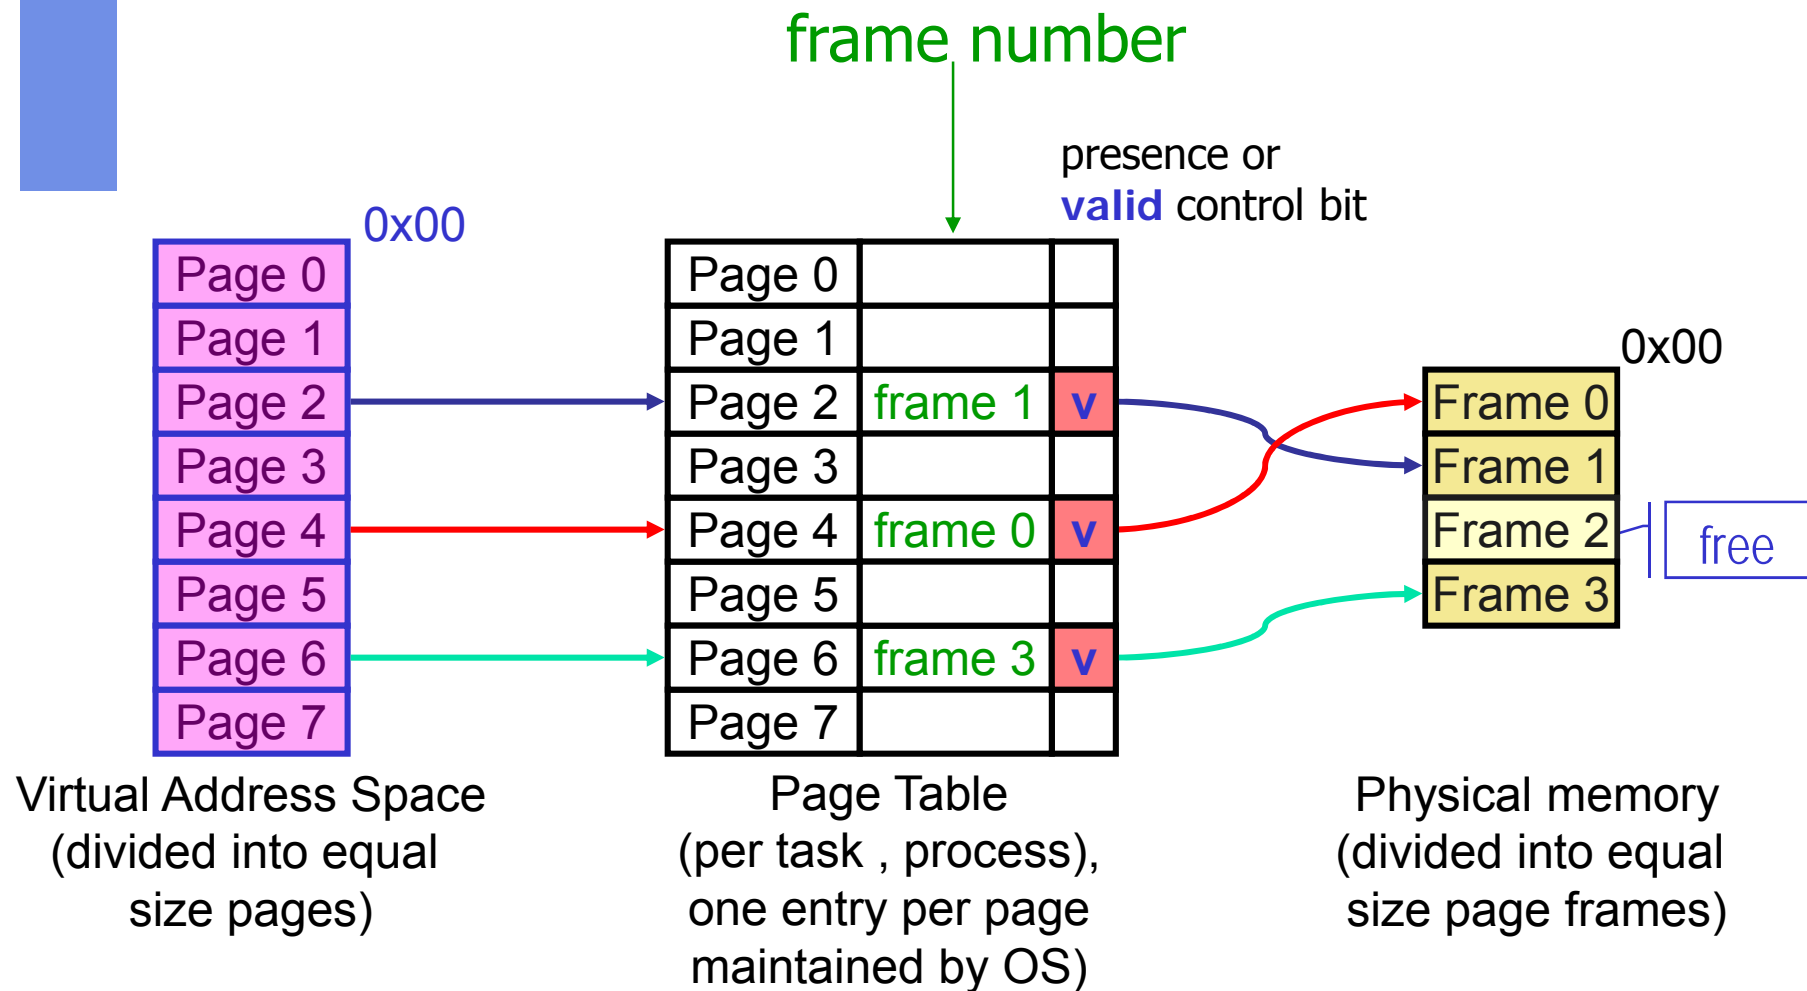 frame number
presence or
valid control bit
0x00
Page 0
Page 1
Page 2
Page 3
Page 4
Page 5
Page 6
Page 7
Virtual Address Space
(divided into equal
size pages)
Page 0
Page 1
Page 2 frame 1 v
Page 3
Page 4 frame 0 v
Page 5
Page 6 frame 3 v
Page 7
Page Table
(per task , process),
one entry per page
maintained by OS)
0x00
Frame 0
Frame 1
Frame 2
free
Frame 3
Physical memory
(divided into equal
size page frames)